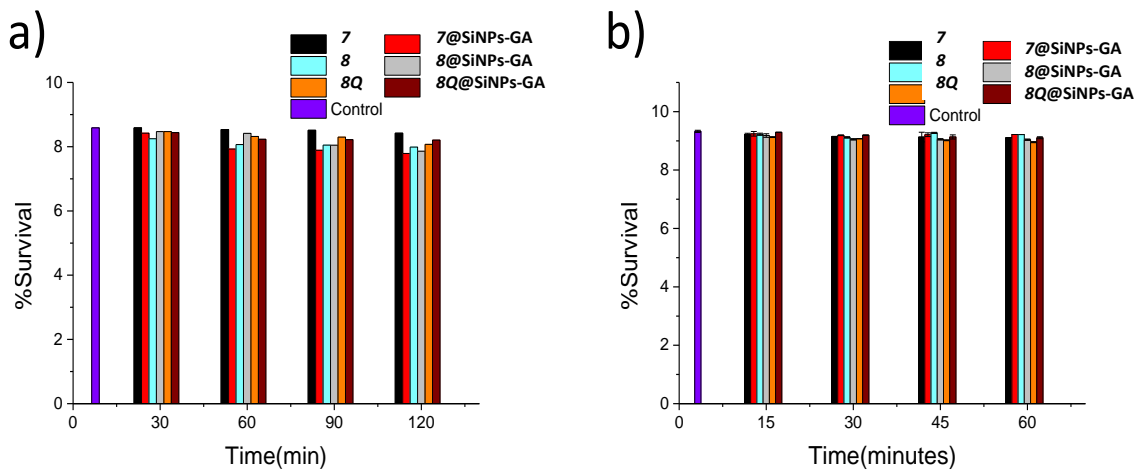 a)
7 7@SiNPs-GA
8 8@SiNPs-GA
8Q 8Q@SiNPs-GA
Control
10
8
6
4
2
0
%Survival
0 30 60 90 120
Time(min)
b)
7 7@SiNPs-GA
8 8@SiNPs-GA
8Q 8Q@SiNPs-GA
Control
10
8
6
4
2
0
%Survival
0 15 30 45 60
Time(minutes)